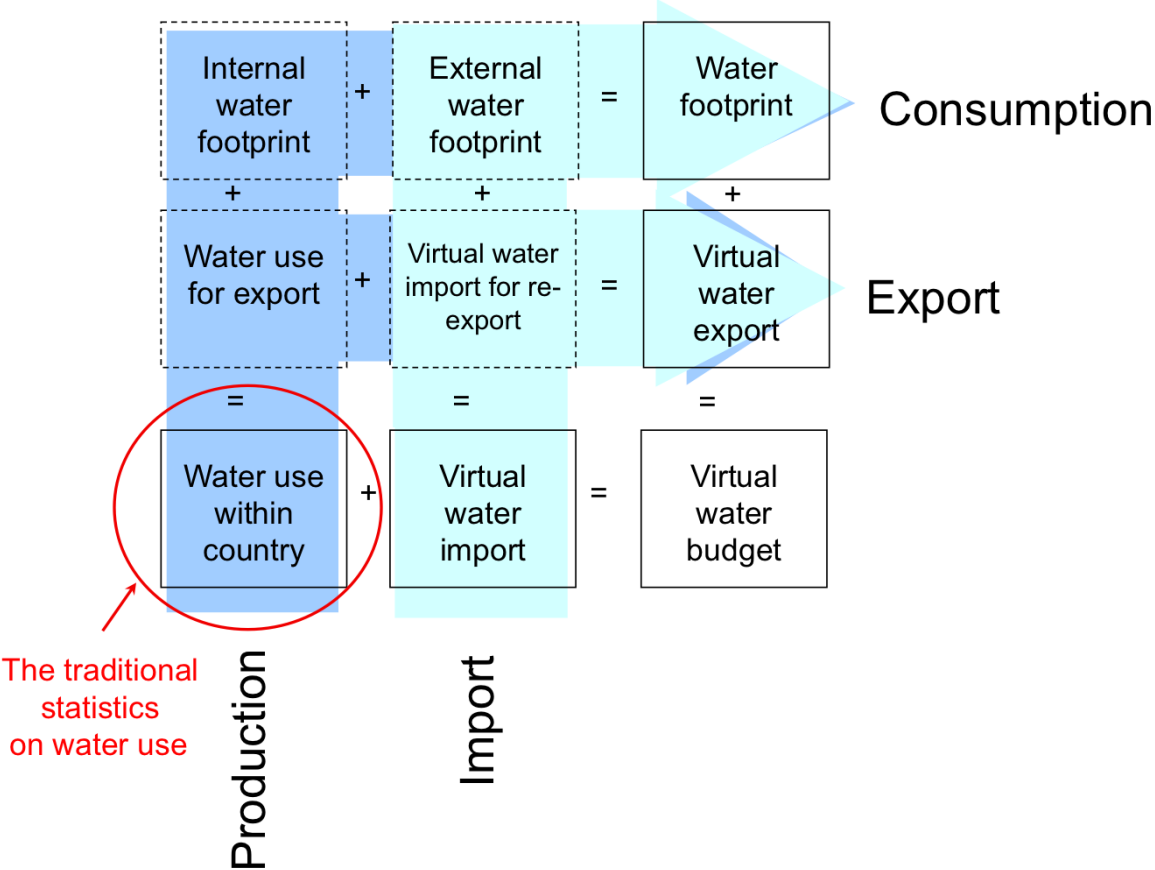 Internal
water
footprint
+
External
water
footprint
=
Water
footprint
Consumption
+
+
+
Water use
for export
+
Virtual water
import for re-
export
=
Virtual
water
export
Export
=
=
=
Water use
within
country
+
Virtual
water
import
=
Virtual
water
budget
The traditional
statistics
on water use
Production
Import